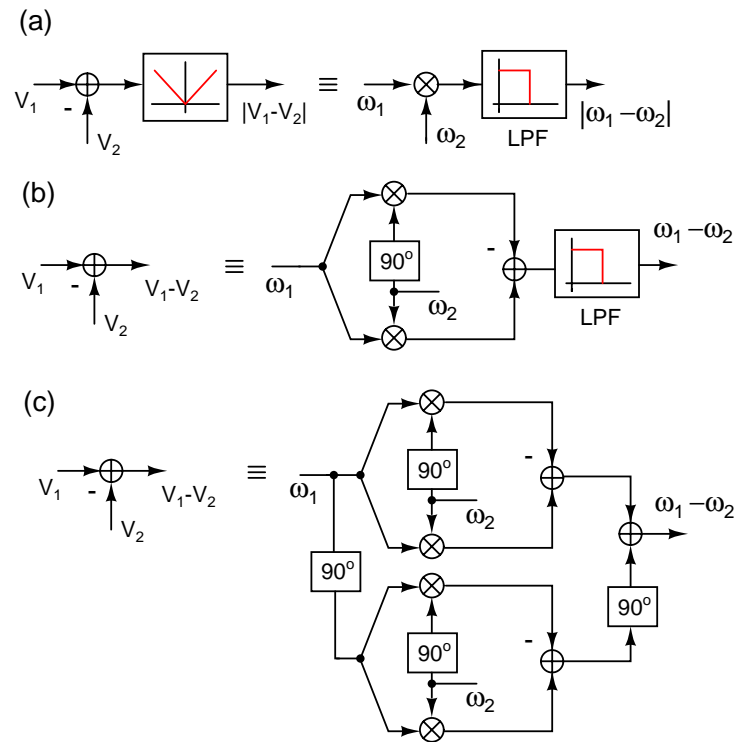 (a)
V₁ - V₂ |V₁-V₂| ≡ ω₁ ω₂ LPF |ω₁ −ω₂|
(b)
V₁ - V₂ V₁-V₂ ≡ ω₁ 90° ω₂ - LPF ω₁ −ω₂
(c)
V₁ - V₂ V₁-V₂ ≡ ω₁ 90° ω₂ - ω₁ −ω₂
90° 90° ω₂ - 90°